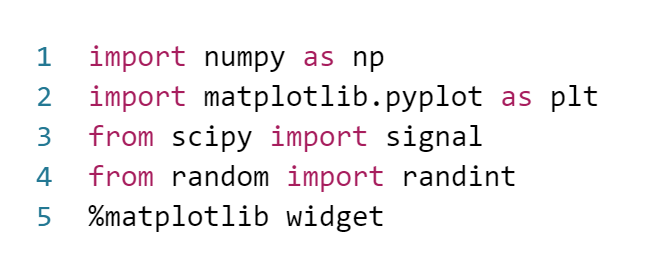 1 import numpy as np
2 import matplotlib.pyplot as plt
3 from scipy import signal
4 from random import randint
5 %matplotlib widget